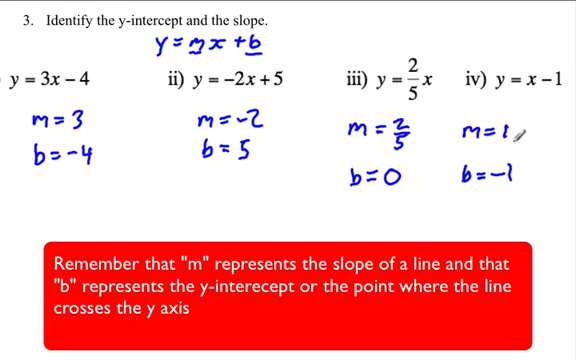 3. Identify the y-intercept and the slope.
y = mx + b
y = 3x – 4 ii) y = –2x + 5 iii) y = 2/5 x iv) y = x – 1
m = 3 m = -2 m = 2/5 m = 1
b = -4 b = 5 b = 0 b = -1
Remember that "m" represents the slope of a line and that
"b" represents the y-interecept or the point where the line
crosses the y axis